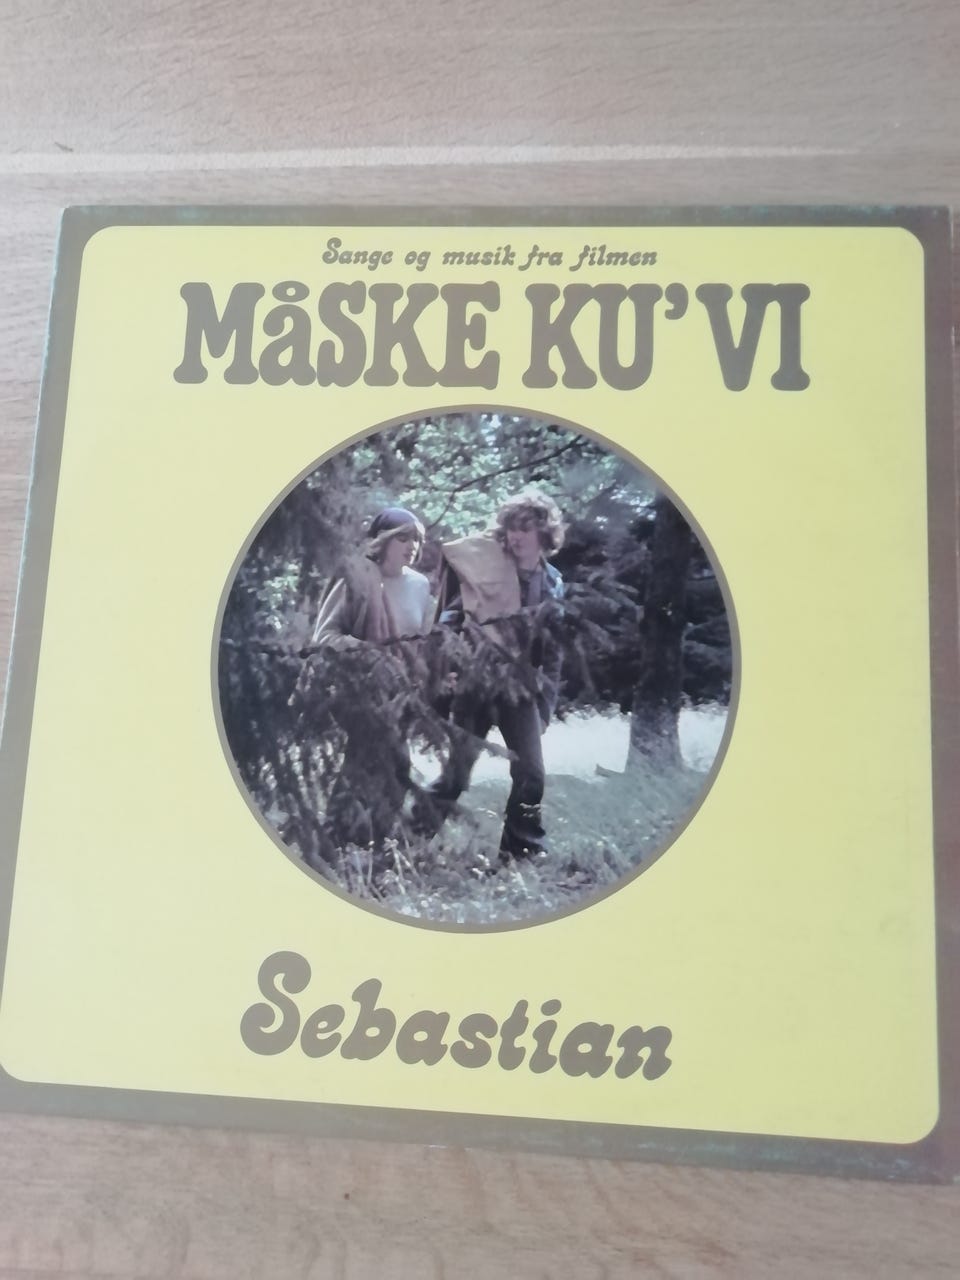 Sange og musik fra filmen
MåSKE KU'VI
Sebastian